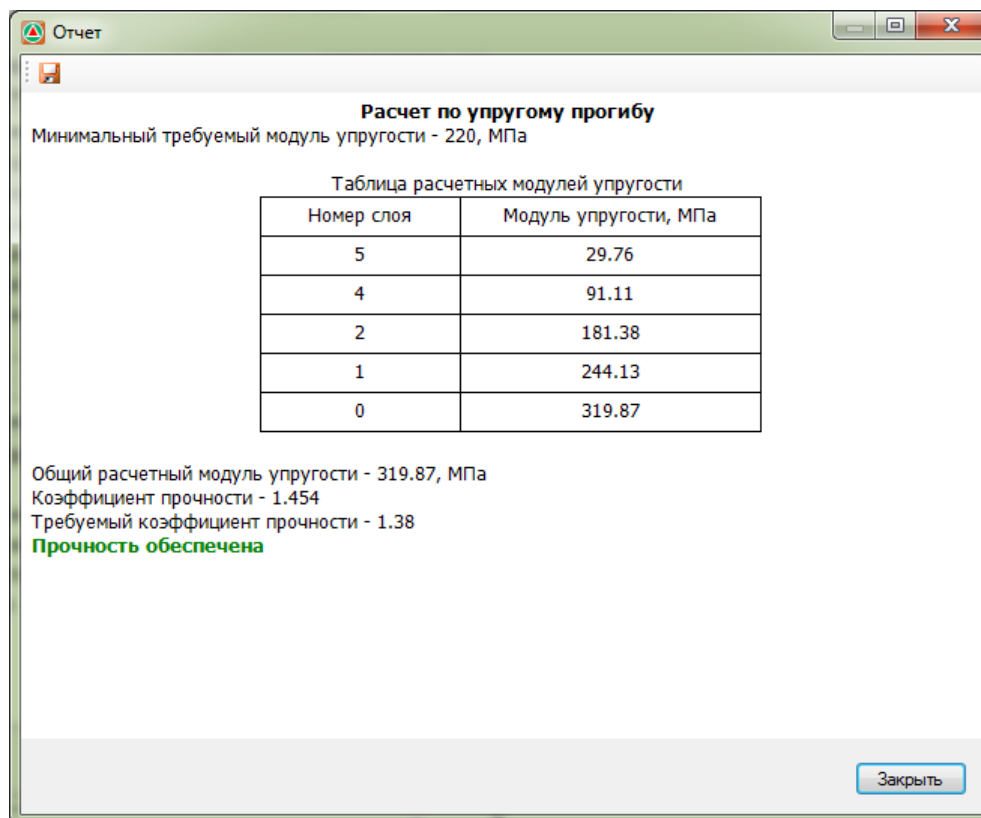 Отчет
Расчет по упругому прогибу
Минимальный требуемый модуль упругости - 220, МПа
Таблица расчетных модулей упругости
Номер слоя Модуль упругости, МПа
5 29.76
4 91.11
2 181.38
1 244.13
0 319.87
Общий расчетный модуль упругости - 319.87, МПа
Коэффициент прочности - 1.454
Требуемый коэффициент прочности - 1.38
Прочность обеспечена
Закрыть